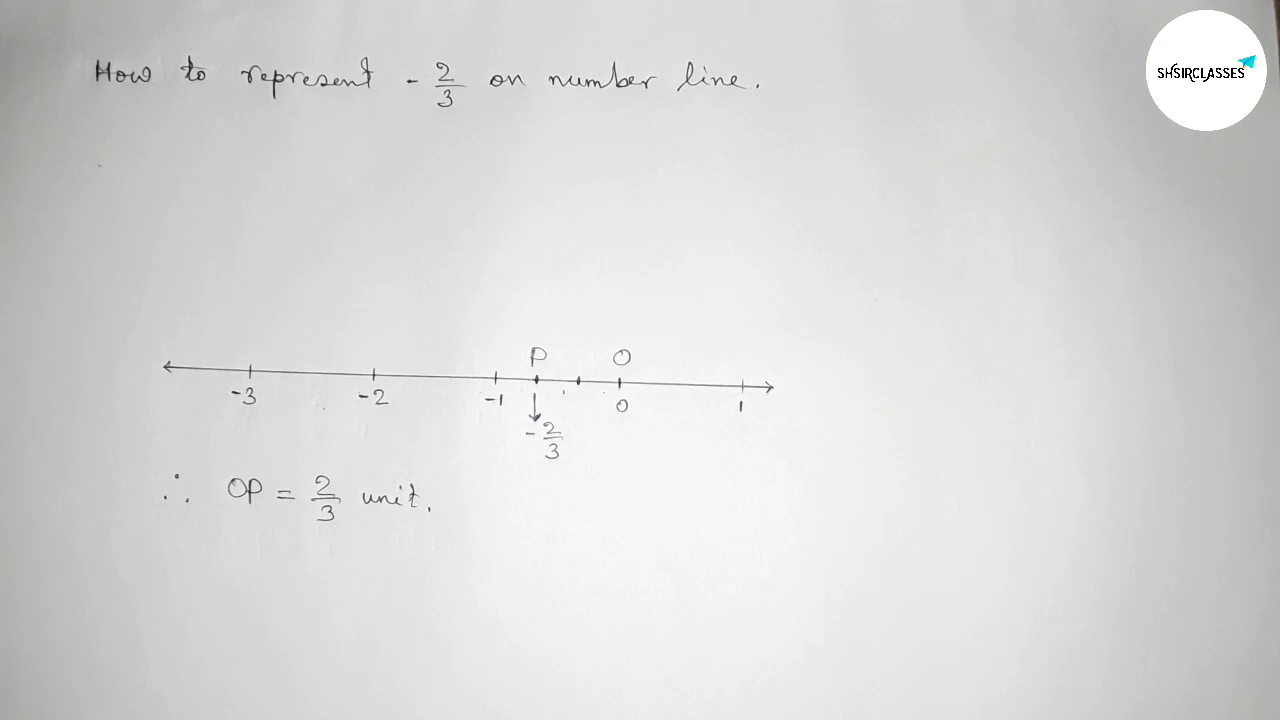 How to represent - 2/3 on number line.
SHSIRCLASSES
P O
-3 -2 -1 0 1
- 2/3
∴ OP = 2/3 unit.